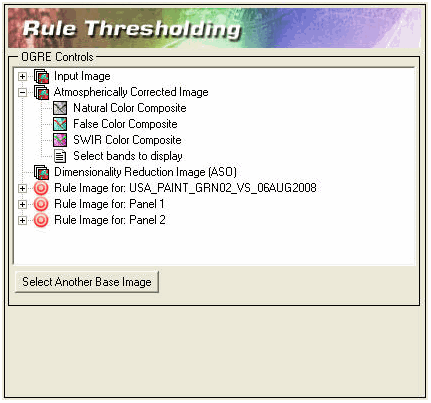 Rule Thresholding
OGRE Controls
Input Image
Atmospherically Corrected Image
Natural Color Composite
False Color Composite
SWIR Color Composite
Select bands to display
Dimensionality Reduction Image (ASO)
Rule Image for: USA_PAINT_GRN02_VS_06AUG2008
Rule Image for: Panel 1
Rule Image for: Panel 2
Select Another Base Image